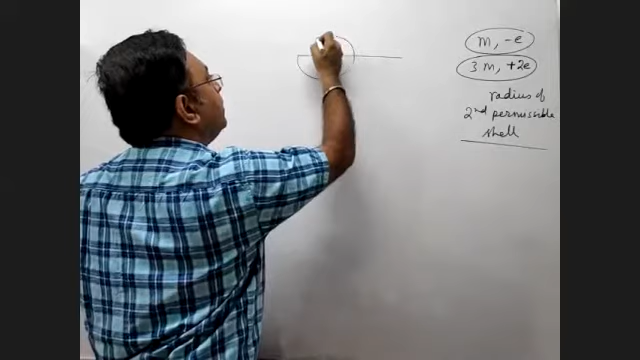 m, -e
3m, +2e
radius of
2nd permissible
shell